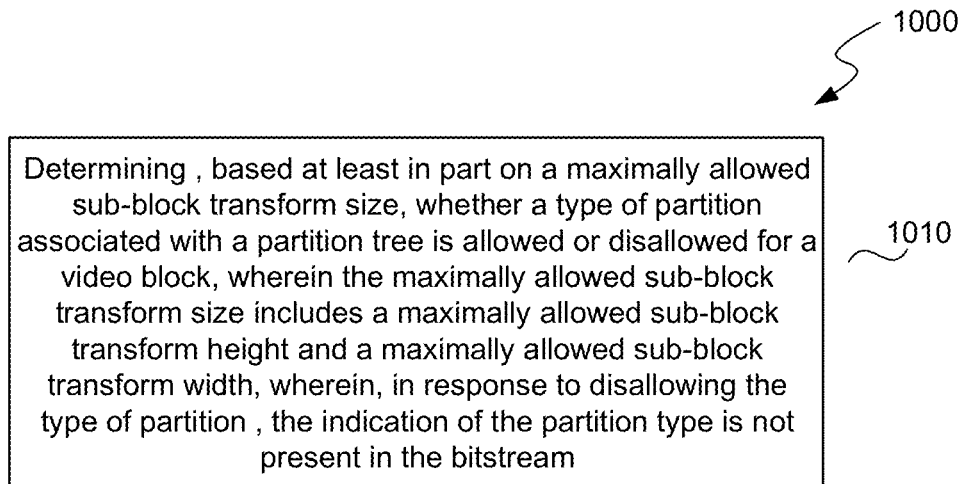 1000
Determining , based at least in part on a maximally allowed
sub-block transform size, whether a type of partition
associated with a partition tree is allowed or disallowed for a
video block, wherein the maximally allowed sub-block
transform size includes a maximally allowed sub-block
transform height and a maximally allowed sub-block
transform width, wherein, in response to disallowing the
type of partition , the indication of the partition type is not
present in the bitstream
1010